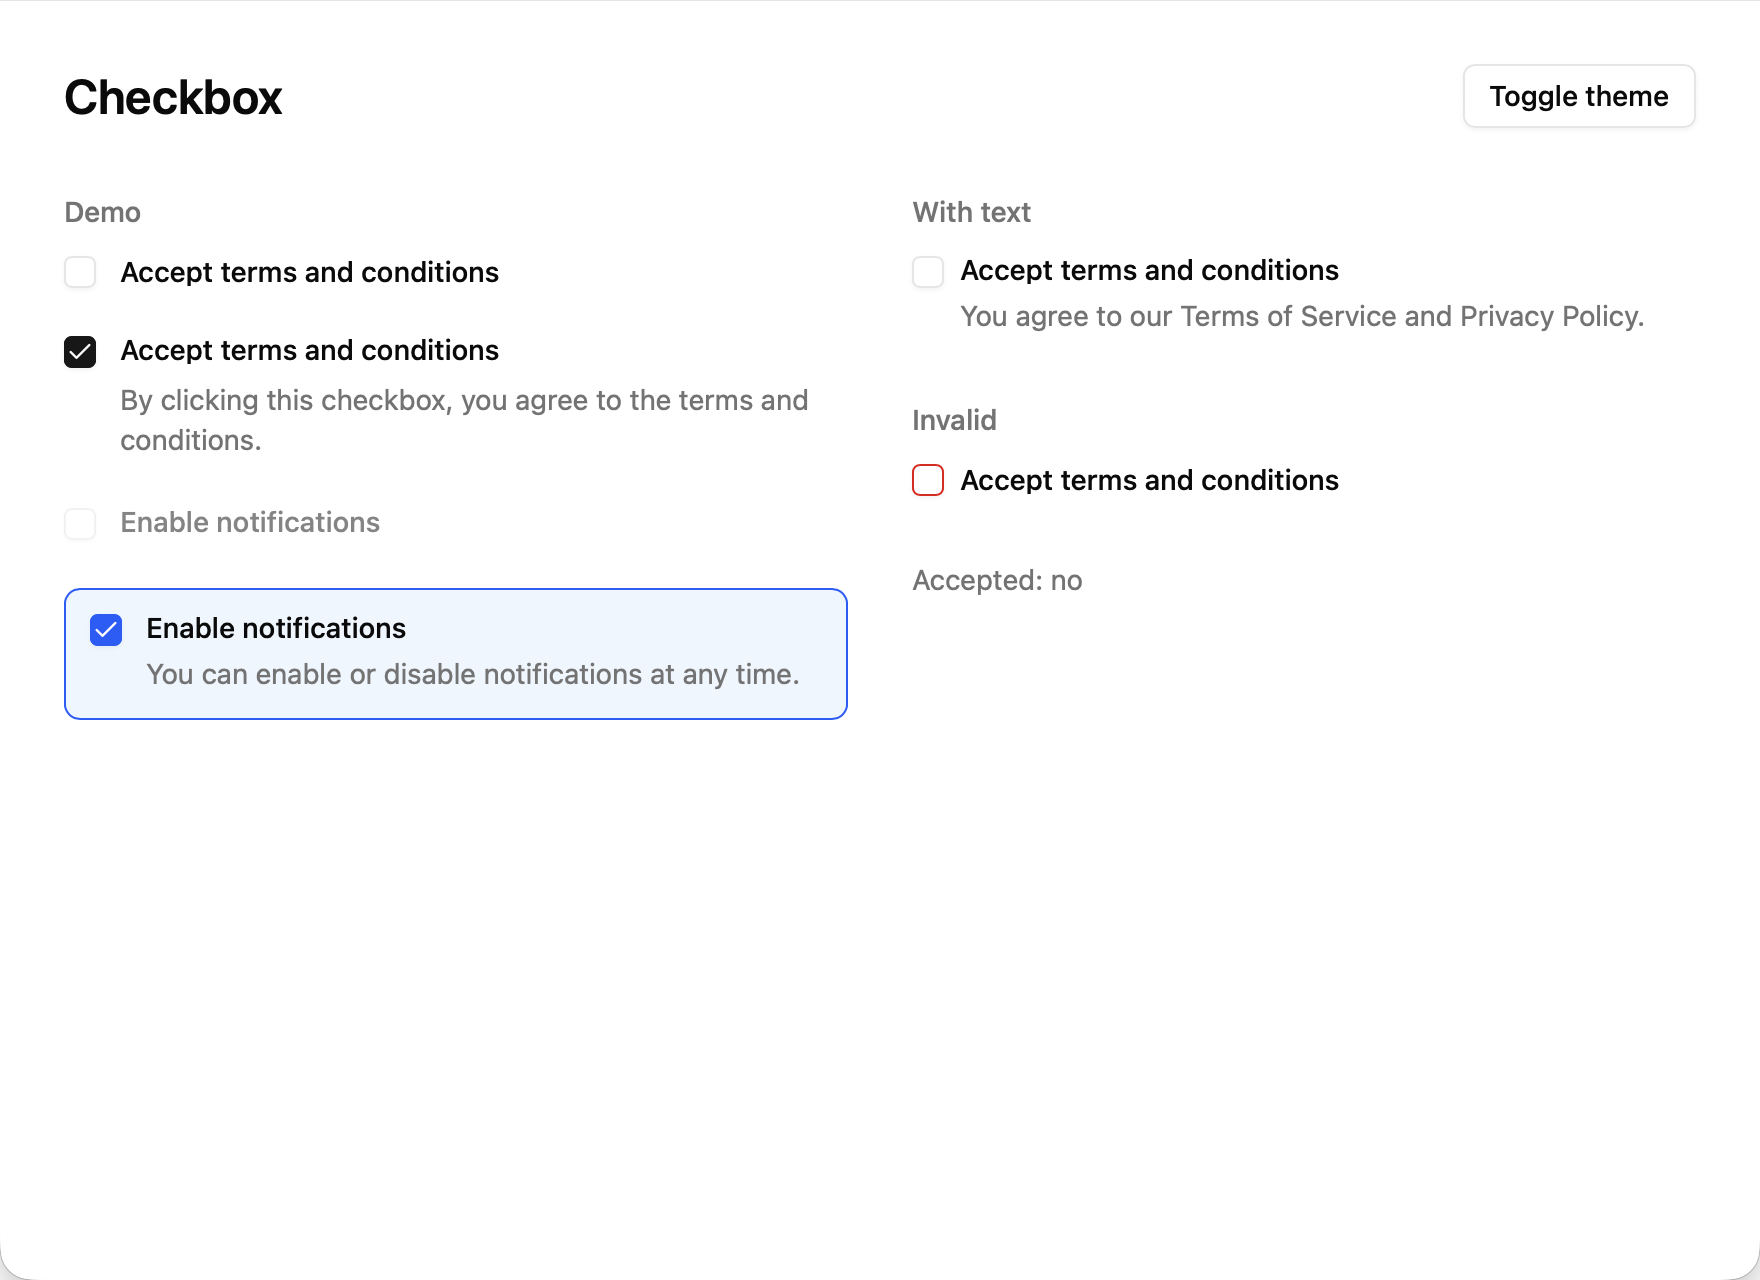 Checkbox
Toggle theme
Demo
Accept terms and conditions
Accept terms and conditions
By clicking this checkbox, you agree to the terms and
conditions.
Enable notifications
Enable notifications
You can enable or disable notifications at any time.
With text
Accept terms and conditions
You agree to our Terms of Service and Privacy Policy.
Invalid
Accept terms and conditions
Accepted: no